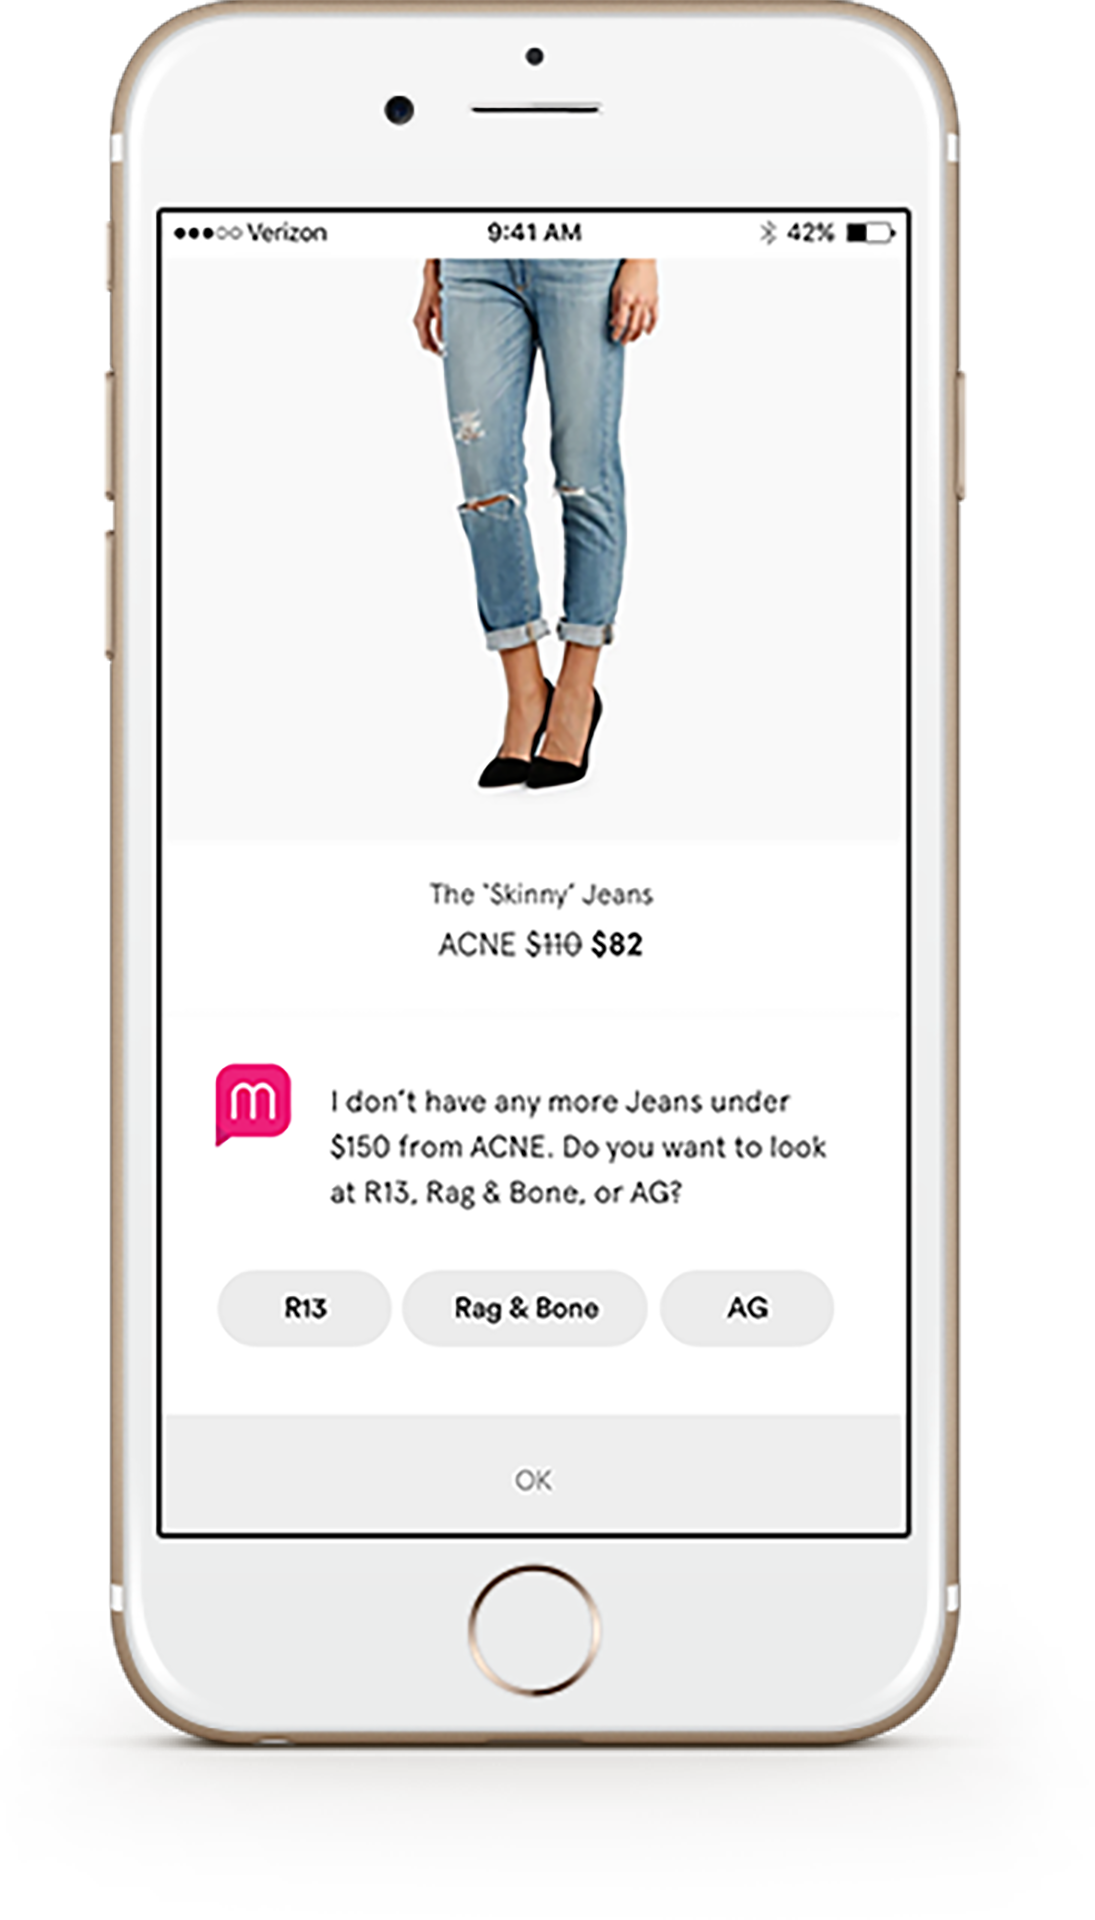 Verizon 9:41 AM 42%
The "Skinny" Jeans
ACNE $110 $82
m
I don't have any more Jeans under
$150 from ACNE. Do you want to look
at R13, Rag & Bone, or AG?
R13 Rag & Bone AG
OK